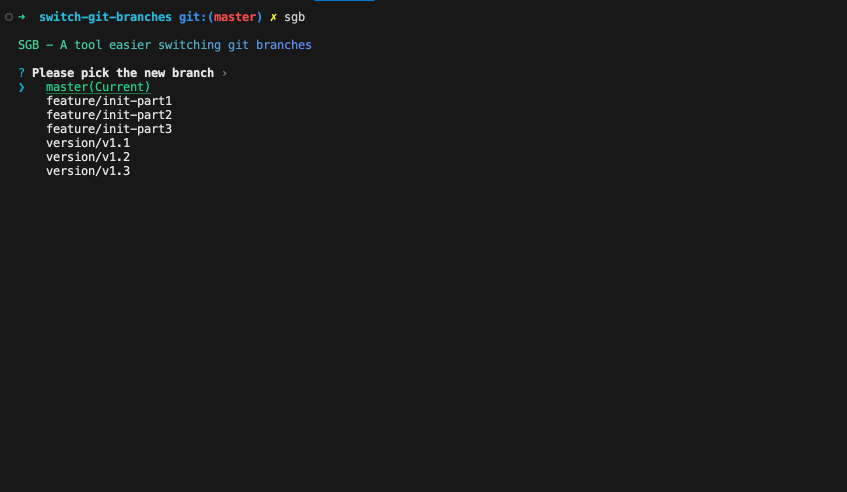 ➜ switch-git-branches git:(master) ✗ sgb
SGB - A tool easier switching git branches
? Please pick the new branch ›
❯ master(Current)
feature/init-part1
feature/init-part2
feature/init-part3
version/v1.1
version/v1.2
version/v1.3